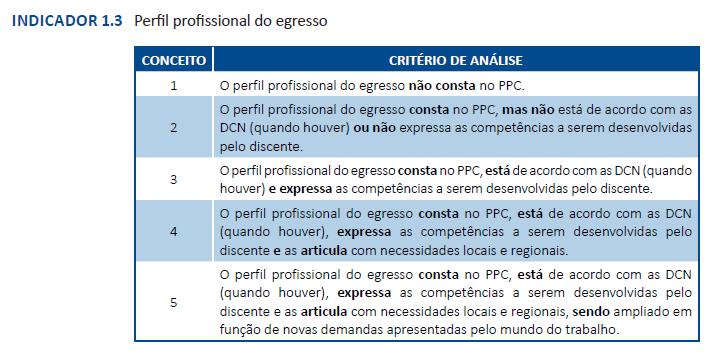 INDICADOR 1.3 Perfil profissional do egresso
CONCEITO CRITÉRIO DE ANÁLISE
1 O perfil profissional do egresso não consta no PPC.
2 O perfil profissional do egresso consta no PPC, mas não está de acordo com as
DCN (quando houver) ou não expressa as competências a serem desenvolvidas
pelo discente.
3 O perfil profissional do egresso consta no PPC, está de acordo com as DCN (quando
houver) e expressa as competências a serem desenvolvidas pelo discente.
4 O perfil profissional do egresso consta no PPC, está de acordo com as DCN
(quando houver), expressa as competências a serem desenvolvidas pelo
discente e as articula com necessidades locais e regionais.
5 O perfil profissional do egresso consta no PPC, está de acordo com as DCN
(quando houver), expressa as competências a serem desenvolvidas pelo
discente e as articula com necessidades locais e regionais, sendo ampliado em
função de novas demandas apresentadas pelo mundo do trabalho.